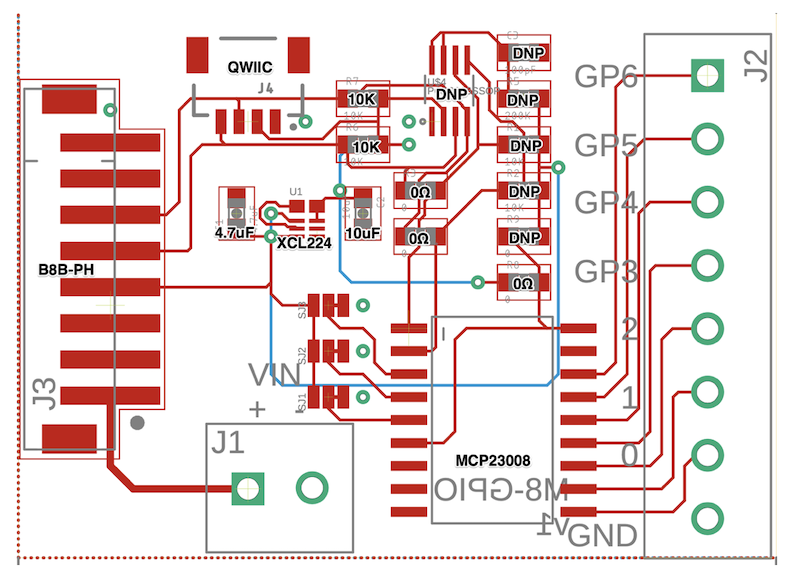 QWIIC
J4
DNP
J2
GP6
10K
DNP
DNP
GP5
10K
DNP
U1
0Ω
DNP
GP4
4.7uF
XCL224
10uF
0Ω
DNP
B8B-PH
GP3
0Ω
SJ3
2
SJ2
VIN
J3
SJ1
1
+ -
J1
0
MCP23008
M8-GPIO
v1
GND